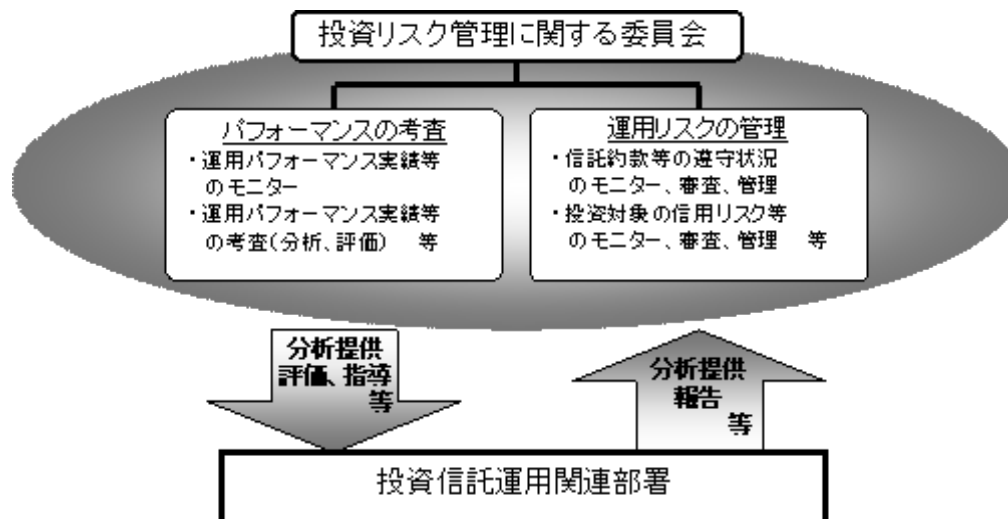 投資リスク管理に関する委員会
パフォーマンスの考査
・運用パフォーマンス実績等
のモニター
・運用パフォーマンス実績等
の考査(分析、評価) 等
運用リスクの管理
・信託約款等の遵守状況
のモニター、審査、管理
・投資対象の信用リスク等
のモニター、審査、管理 等
分析提供
評価、指導
等
分析提供
報告
等
投資信託運用関連部署